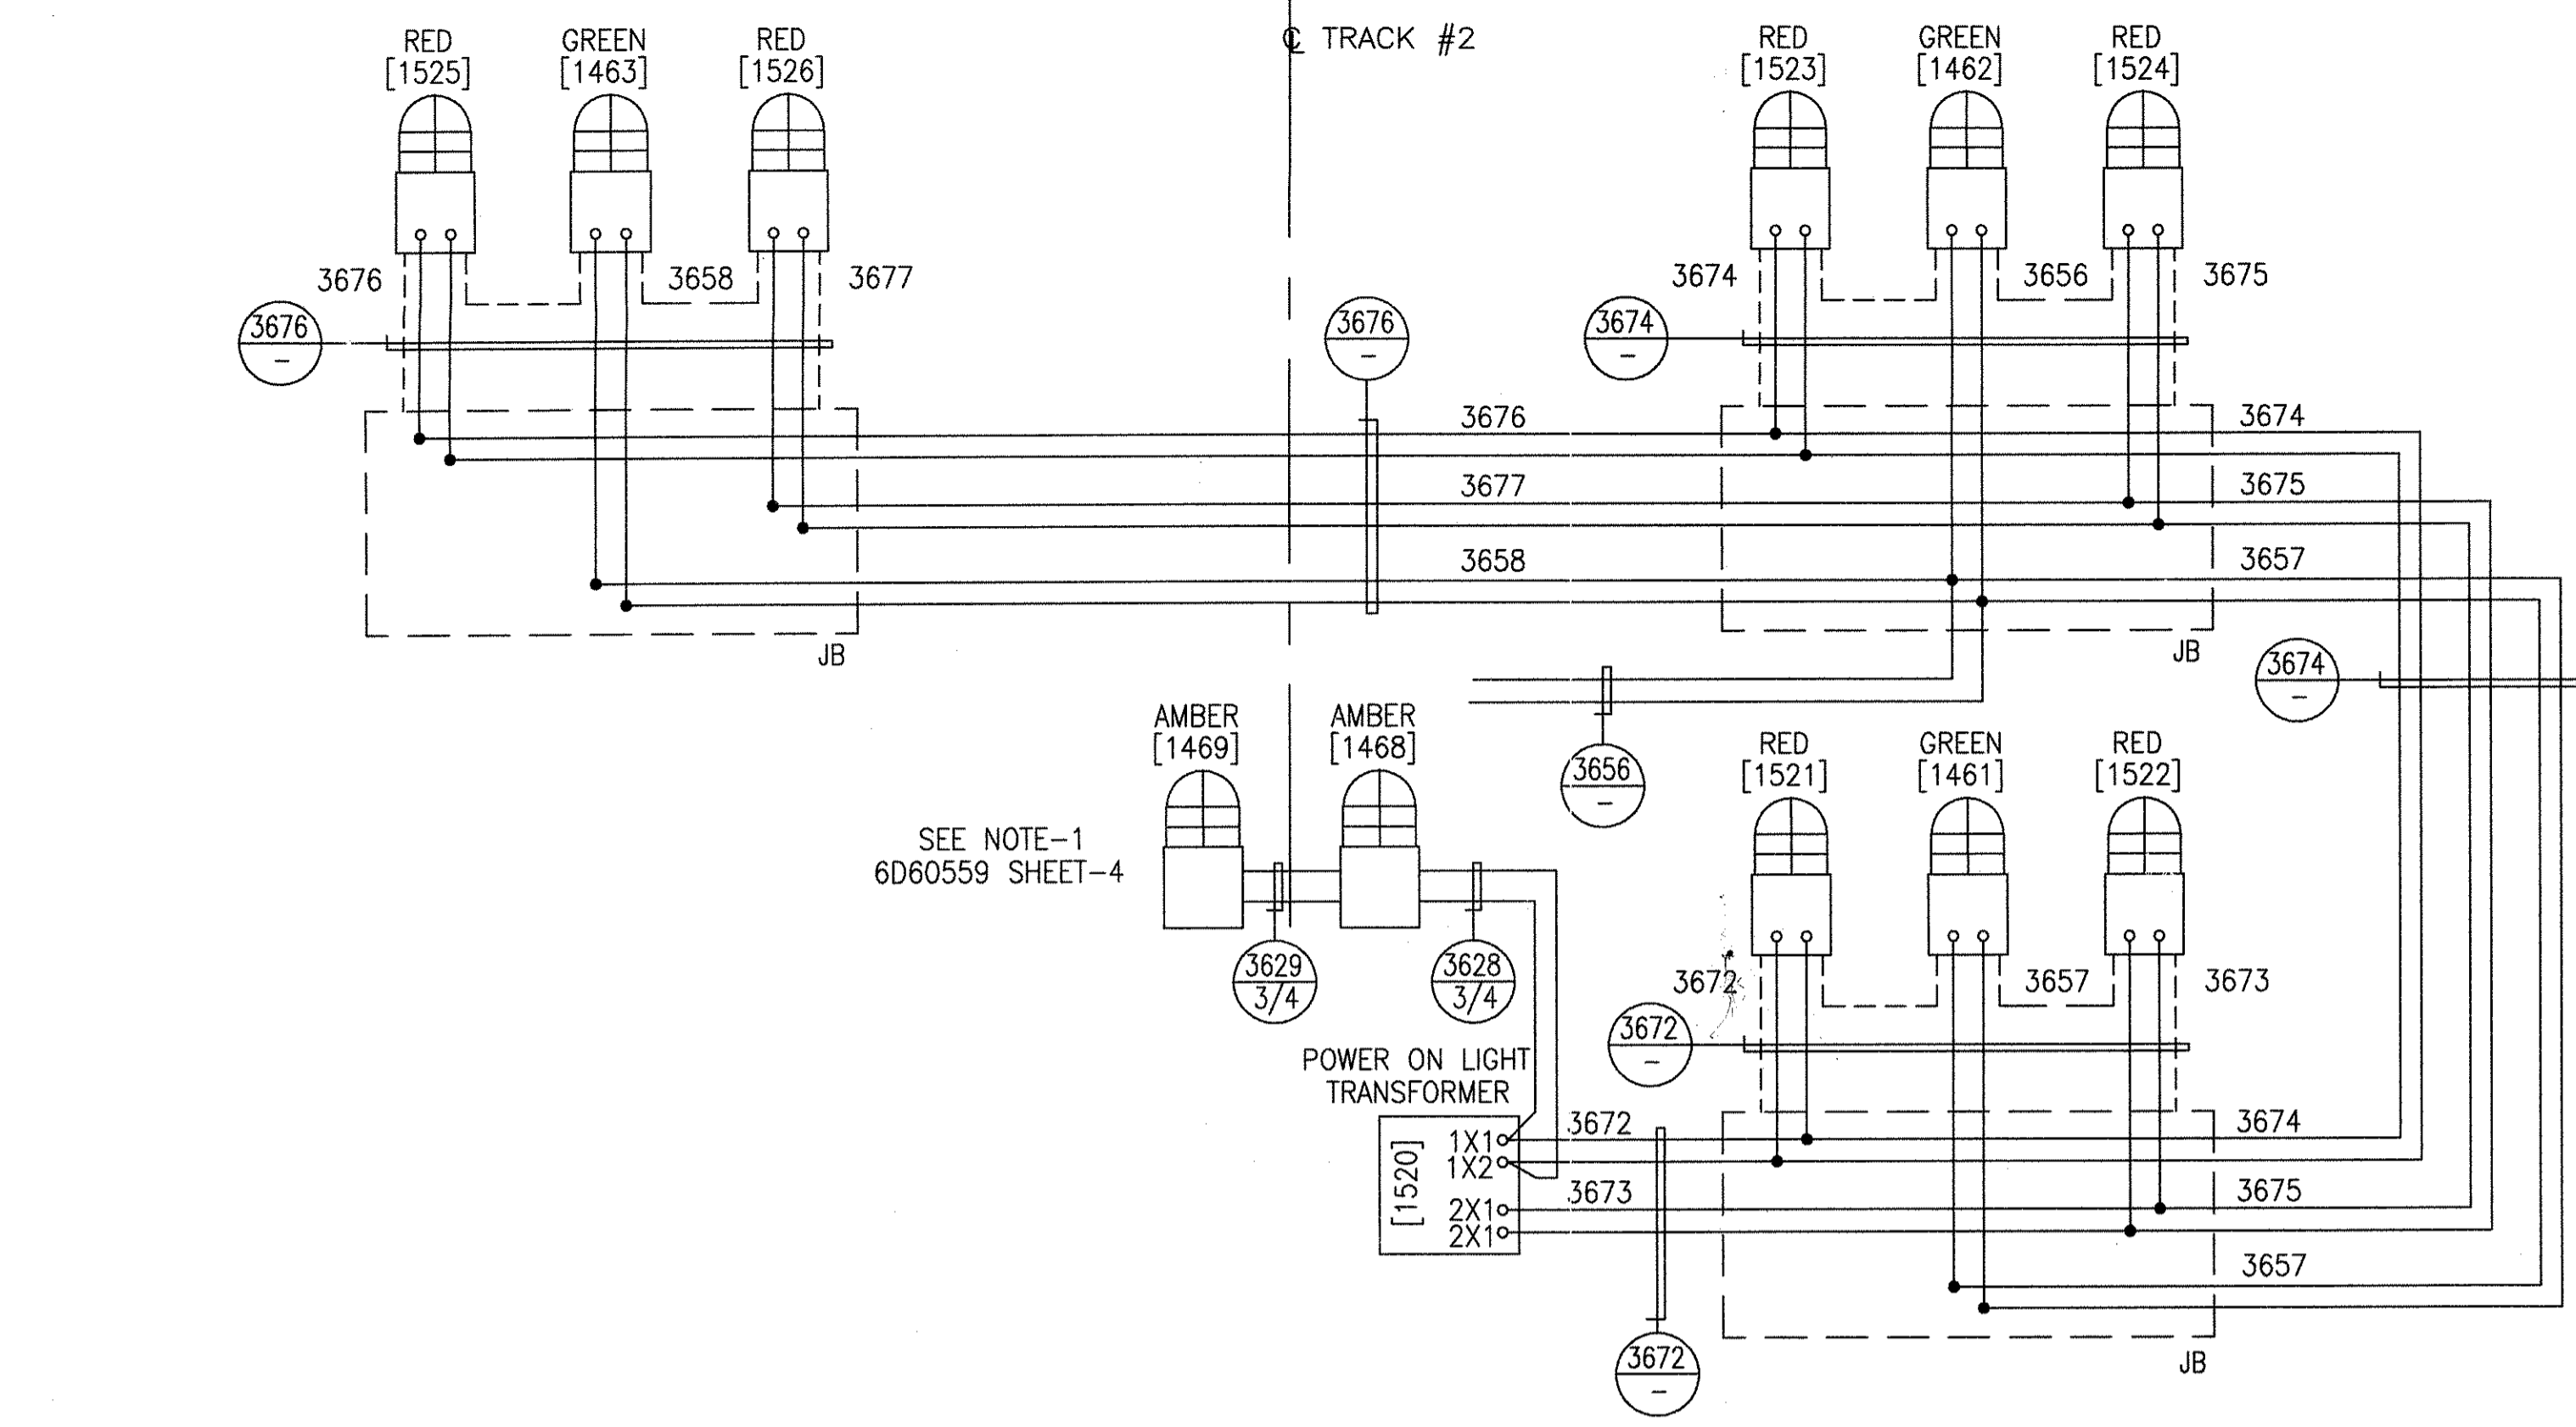 ℄ TRACK #2
RED
[1525]
GREEN
[1463]
RED
[1526]
RED
[1523]
GREEN
[1462]
RED
[1524]
3676
3658
3677
3674
3656
3675
3676
–
3676
–
3674
–
3676
3674
3677
3675
3658
3657
JB
JB
3674
–
3656
–
AMBER
[1469]
AMBER
[1468]
SEE NOTE-1
6D60559 SHEET-4
3629
3/4
3628
3/4
RED
[1521]
GREEN
[1461]
RED
[1522]
3672
3657
3673
3672
–
POWER ON LIGHT
TRANSFORMER
[1520]
1X1
1X2
2X1
2X1
3672
3674
3673
3675
3657
3672
–
JB